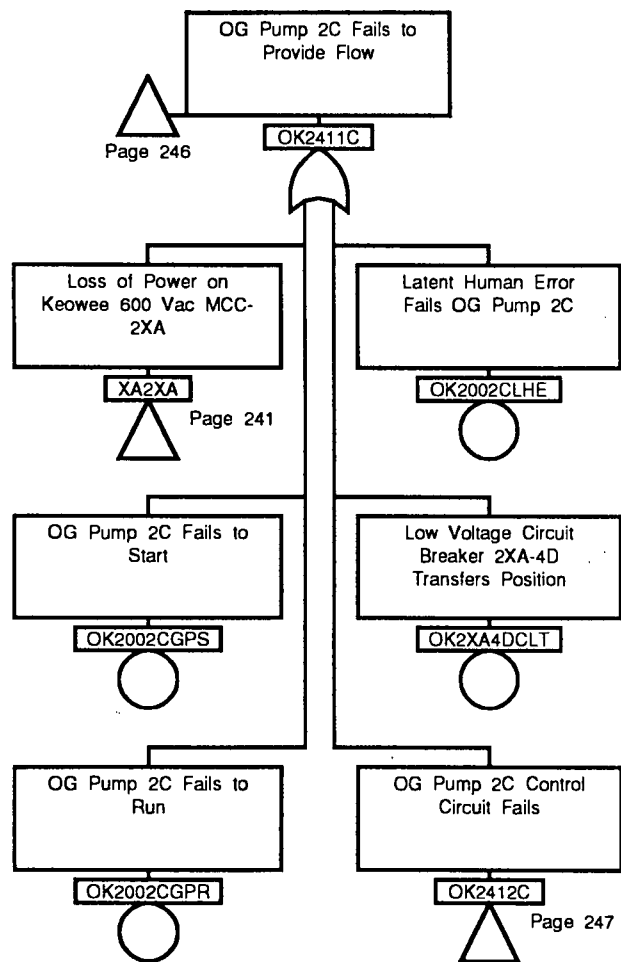 OG Pump 2C Fails to
Provide Flow
OK2411C
Page 246
Loss of Power on
Keowee 600 Vac MCC-
2XA
XA2XA
Page 241
Latent Human Error
Fails OG Pump 2C
OK2002CLHE
OG Pump 2C Fails to
Start
OK2002CGPS
Low Voltage Circuit
Breaker 2XA-4D
Transfers Position
OK2XA4DCLT
OG Pump 2C Fails to
Run
OK2002CGPR
OG Pump 2C Control
Circuit Fails
OK2412C
Page 247